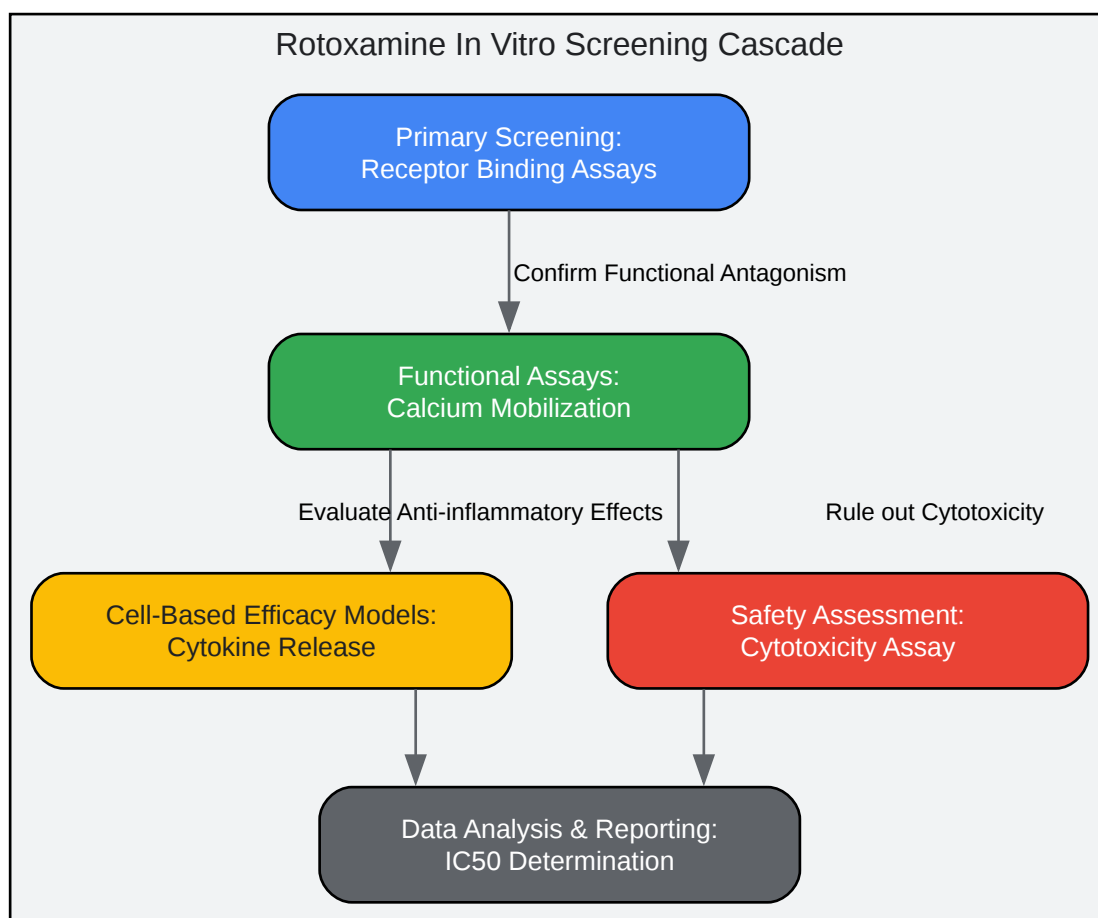 Rotoxamine In Vitro Screening Cascade
Primary Screening:
Receptor Binding Assays
Confirm Functional Antagonism
Functional Assays:
Calcium Mobilization
Evaluate Anti-inflammatory Effects
Rule out Cytotoxicity
Cell-Based Efficacy Models:
Cytokine Release
Safety Assessment:
Cytotoxicity Assay
Data Analysis & Reporting:
IC50 Determination